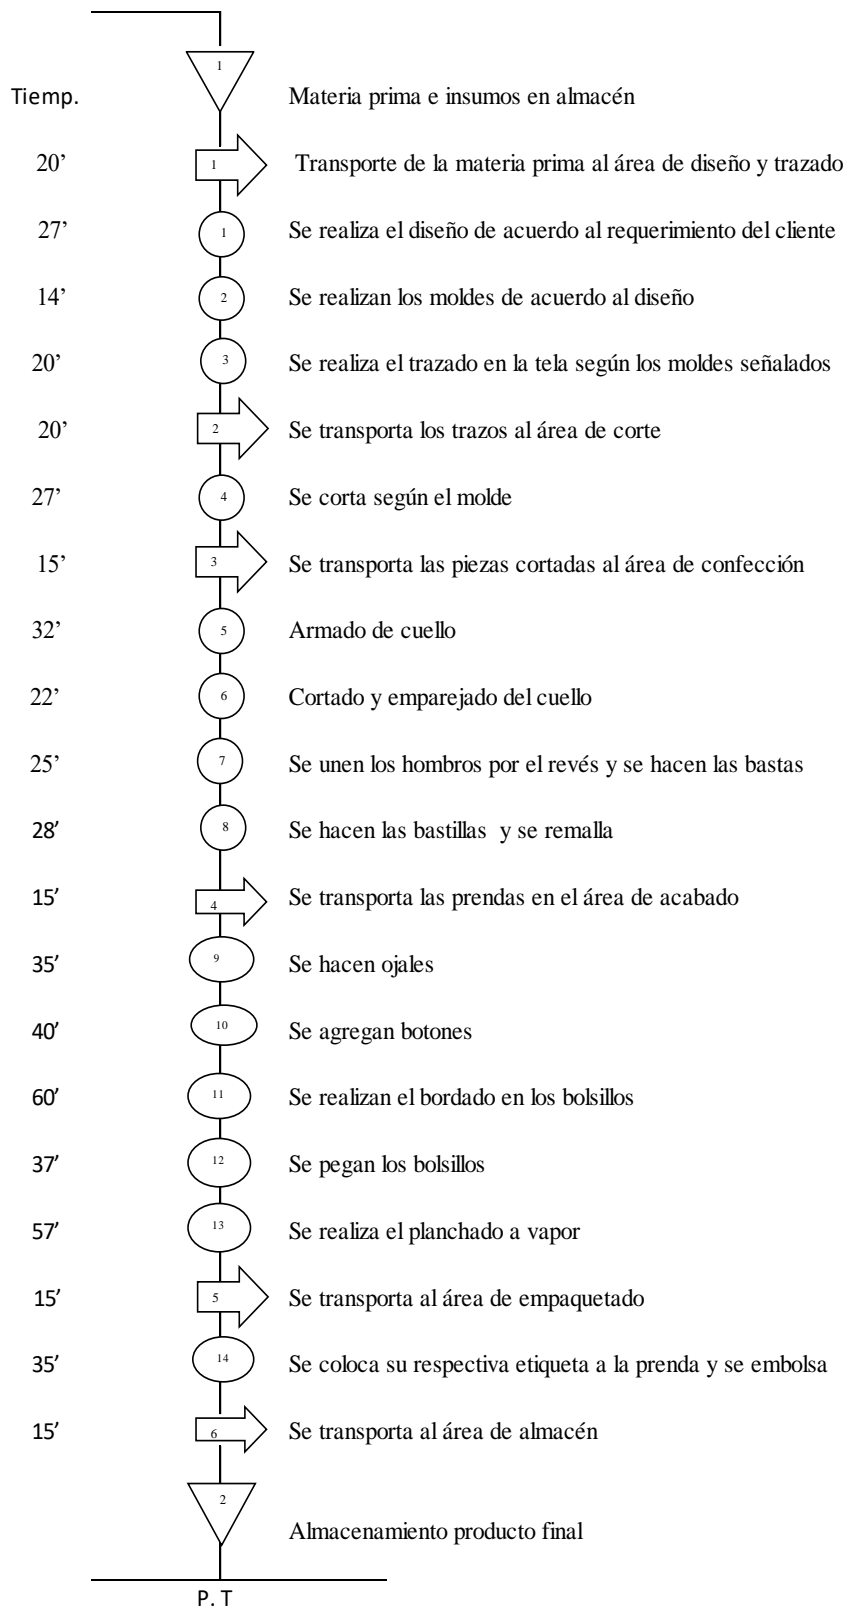 1
Tiemp. Materia prima e insumos en almacén
20’ 1 Transporte de la materia prima al área de diseño y trazado
27’ 1 Se realiza el diseño de acuerdo al requerimiento del cliente
14’ 2 Se realizan los moldes de acuerdo al diseño
20’ 3 Se realiza el trazado en la tela según los moldes señalados
20’ 2 Se transporta los trazos al área de corte
27’ 4 Se corta según el molde
15’ 3 Se transporta las piezas cortadas al área de confección
32’ 5 Armado de cuello
22’ 6 Cortado y emparejado del cuello
25’ 7 Se unen los hombros por el revés y se hacen las bastas
28’ 8 Se hacen las bastillas y se remalla
15’ 4 Se transporta las prendas en el área de acabado
35’ 9 Se hacen ojales
40’ 10 Se agregan botones
60’ 11 Se realizan el bordado en los bolsillos
37’ 12 Se pegan los bolsillos
57’ 13 Se realiza el planchado a vapor
15’ 5 Se transporta al área de empaquetado
35’ 14 Se coloca su respectiva etiqueta a la prenda y se embolsa
15’ 6 Se transporta al área de almacén
2
Almacenamiento producto final
P. T